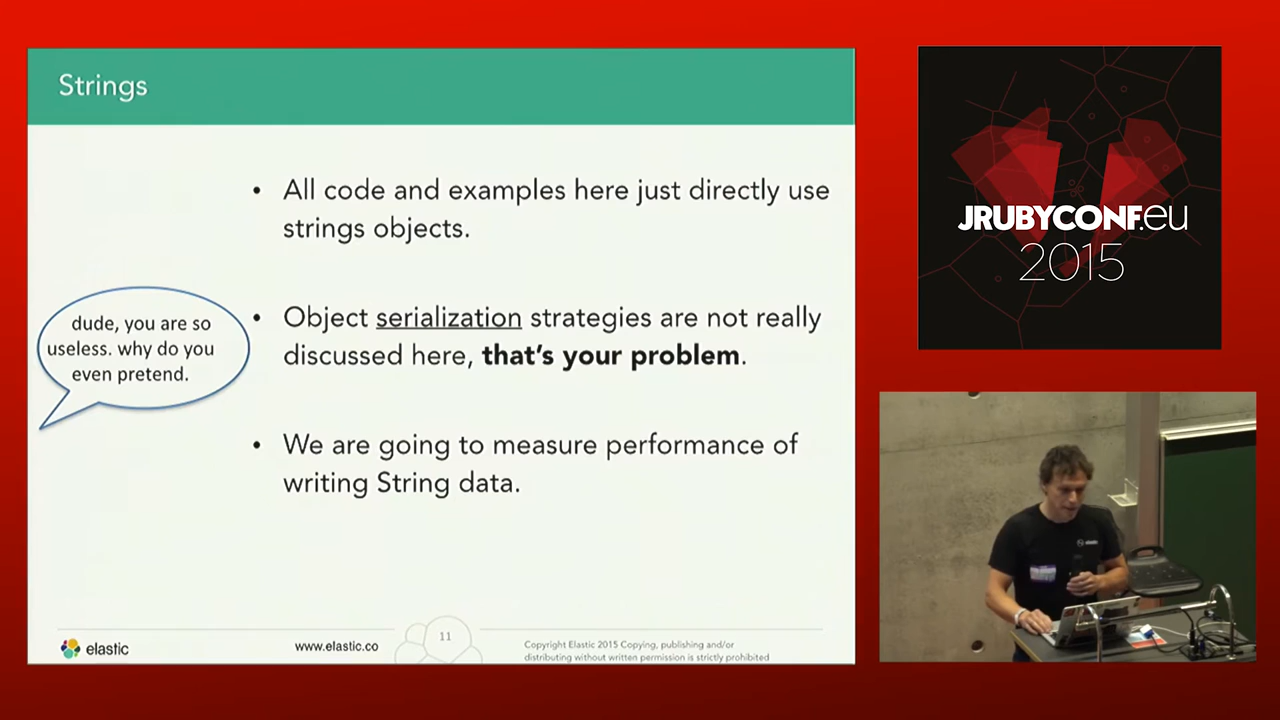 Strings
• All code and examples here just directly use
strings objects.
dude, you are so
useless. why do you
even pretend.
• Object serialization strategies are not really
discussed here, that's your problem.
• We are going to measure performance of
writing String data.
elastic
www.elastic.co
11
Copyright Elastic 2015 Copying, publishing and/or
distributing without written permission is strictly prohibited
JRUBYCONF.eu
2015
elastic